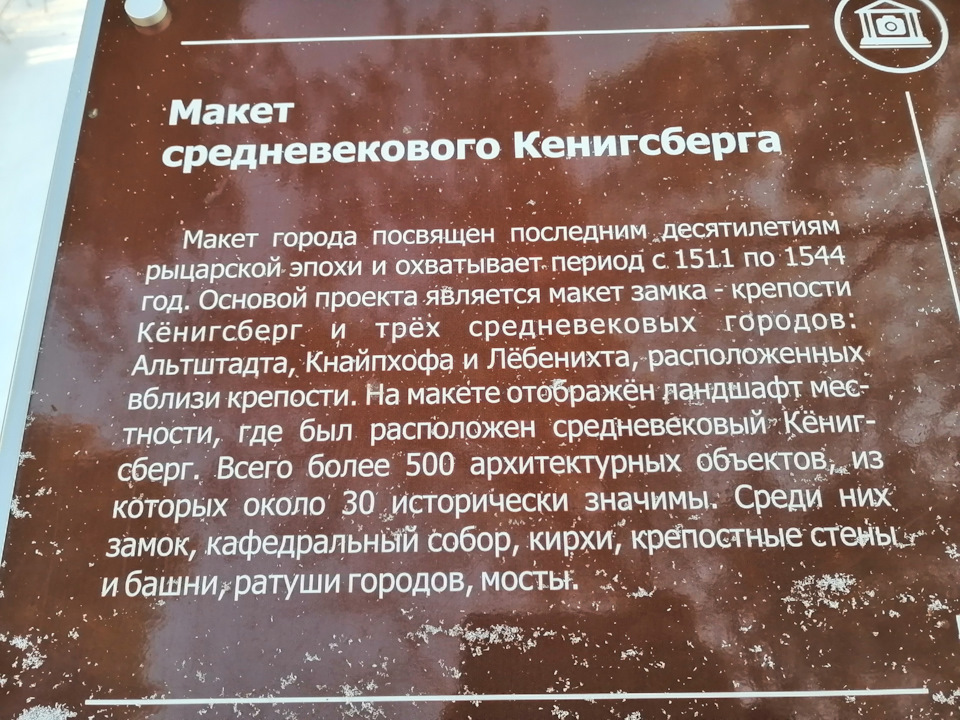 Макет
средневекового Кенигсберга
Макет города посвящен последним десятилетиям
рыцарской эпохи и охватывает период с 1511 по 1544
год. Основой проекта является макет замка - крепости
Кёнигсберг и трёх средневековых городов:
Альтштадта, Кнайпхофа и Лёбенихта, расположенных
вблизи крепости. На макете отображён ландшафт мес-
тности, где был расположен средневековый Кёниг-
сберг. Всего более 500 архитектурных объектов, из
которых около 30 исторически значимы. Среди них
замок, кафедральный собор, кирхи, крепостные стены
и башни, ратуши городов, мосты.